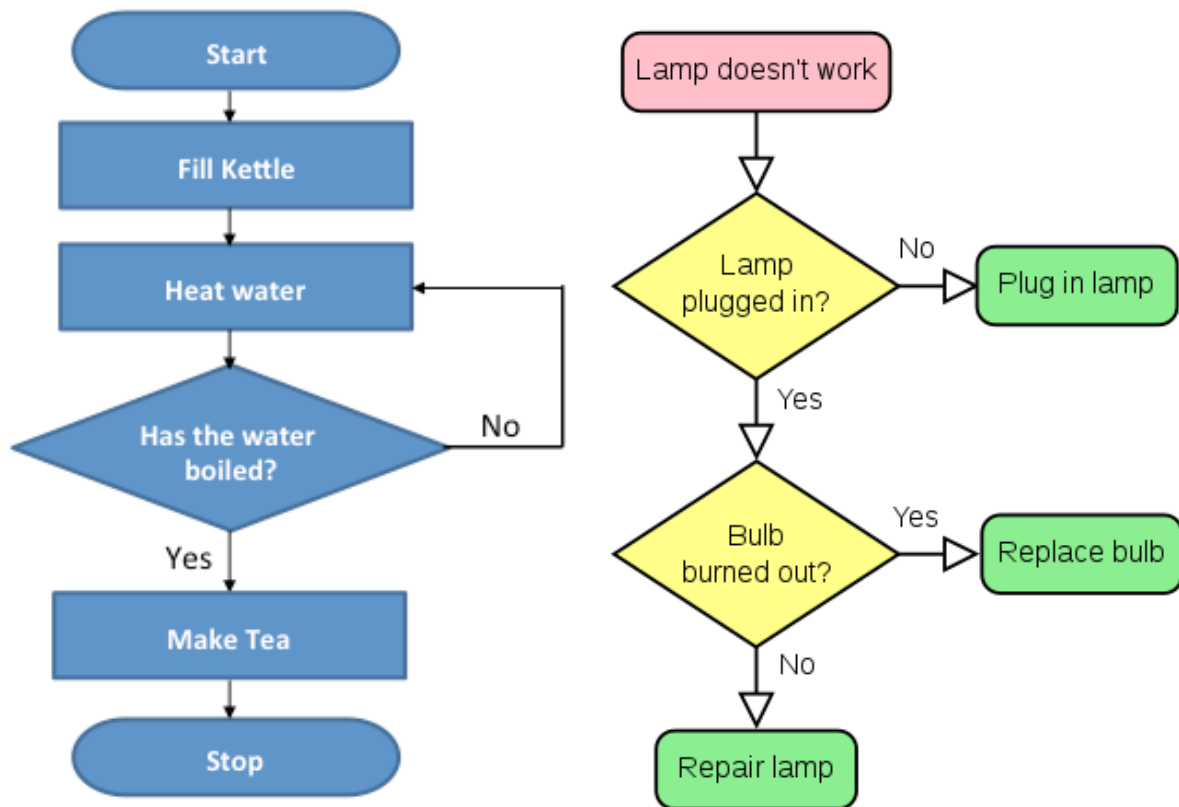 Start
Fill Kettle
Heat water
Has the water
boiled?
No
Yes
Make Tea
Stop
Lamp doesn't work
Lamp
plugged in?
No
Plug in lamp
Yes
Bulb
burned out?
Yes
Replace bulb
No
Repair lamp